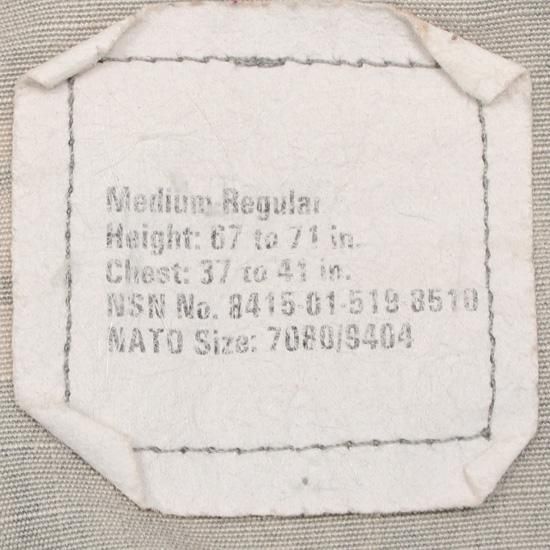 Medium-Regular
Height: 67 to 71 in.
Chest: 37 to 41 in.
NSN No. 8415-01-519-8510
NATO Size: 7080/9404